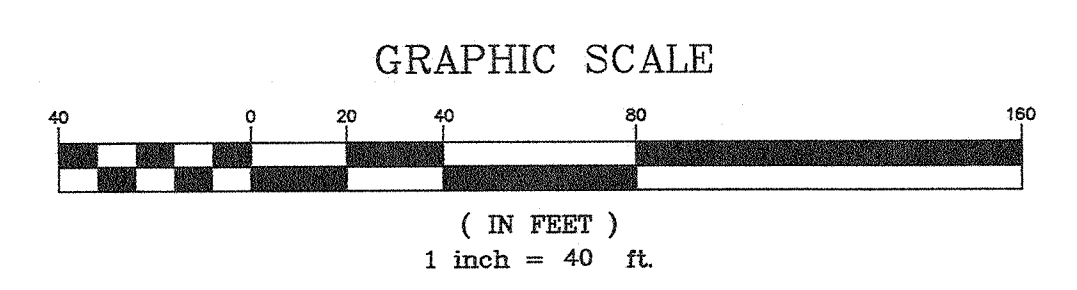 GRAPHIC SCALE
40 0 20 40 80 160
( IN FEET )
1 inch = 40 ft.